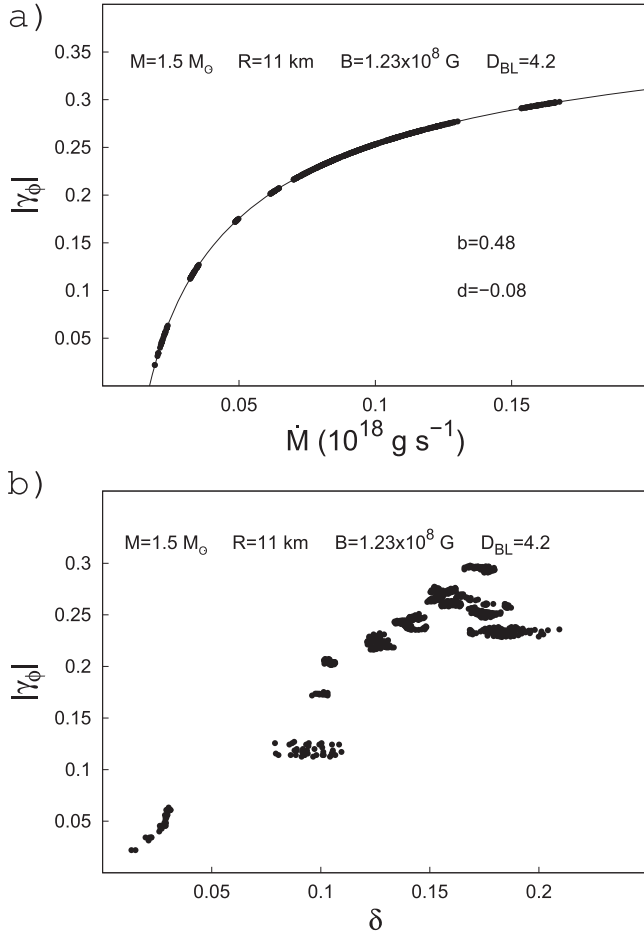 a)
M=1.5 M⊙ R=11 km B=1.23x10⁸ G D_BL=4.2
0.35
0.3
0.25
0.2
0.15
0.1
0.05
|γ_ϕ|
b=0.48
d=−0.08
0.05 0.1 0.15
Ṁ (10¹⁸ g s⁻¹)
b)
M=1.5 M⊙ R=11 km B=1.23x10⁸ G D_BL=4.2
0.3
0.25
0.2
0.15
0.1
0.05
|γ_ϕ|
0.05 0.1 0.15 0.2
δ